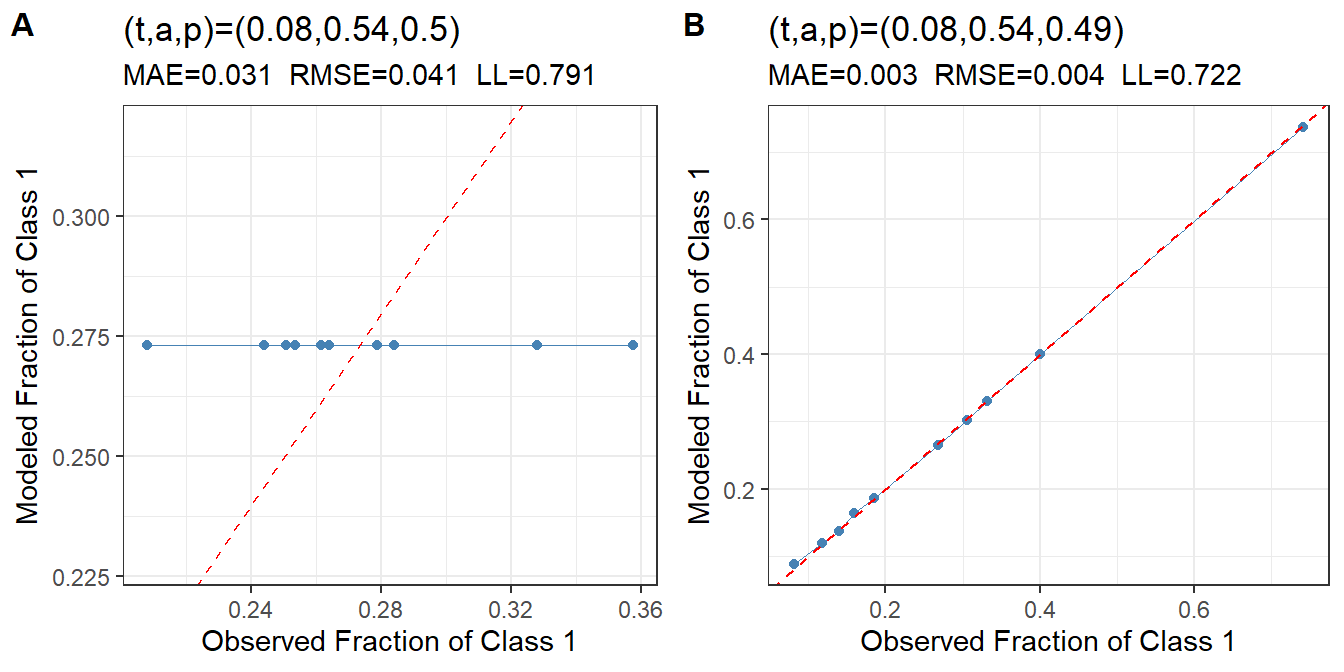 A
(t,a,p)=(0.08,0.54,0.5)
MAE=0.031 RMSE=0.041 LL=0.791
Modeled Fraction of Class 1
0.300
0.275
0.250
0.225
0.24 0.28 0.32 0.36
Observed Fraction of Class 1
B
(t,a,p)=(0.08,0.54,0.49)
MAE=0.003 RMSE=0.004 LL=0.722
Modeled Fraction of Class 1
0.6
0.4
0.2
0.2 0.4 0.6
Observed Fraction of Class 1